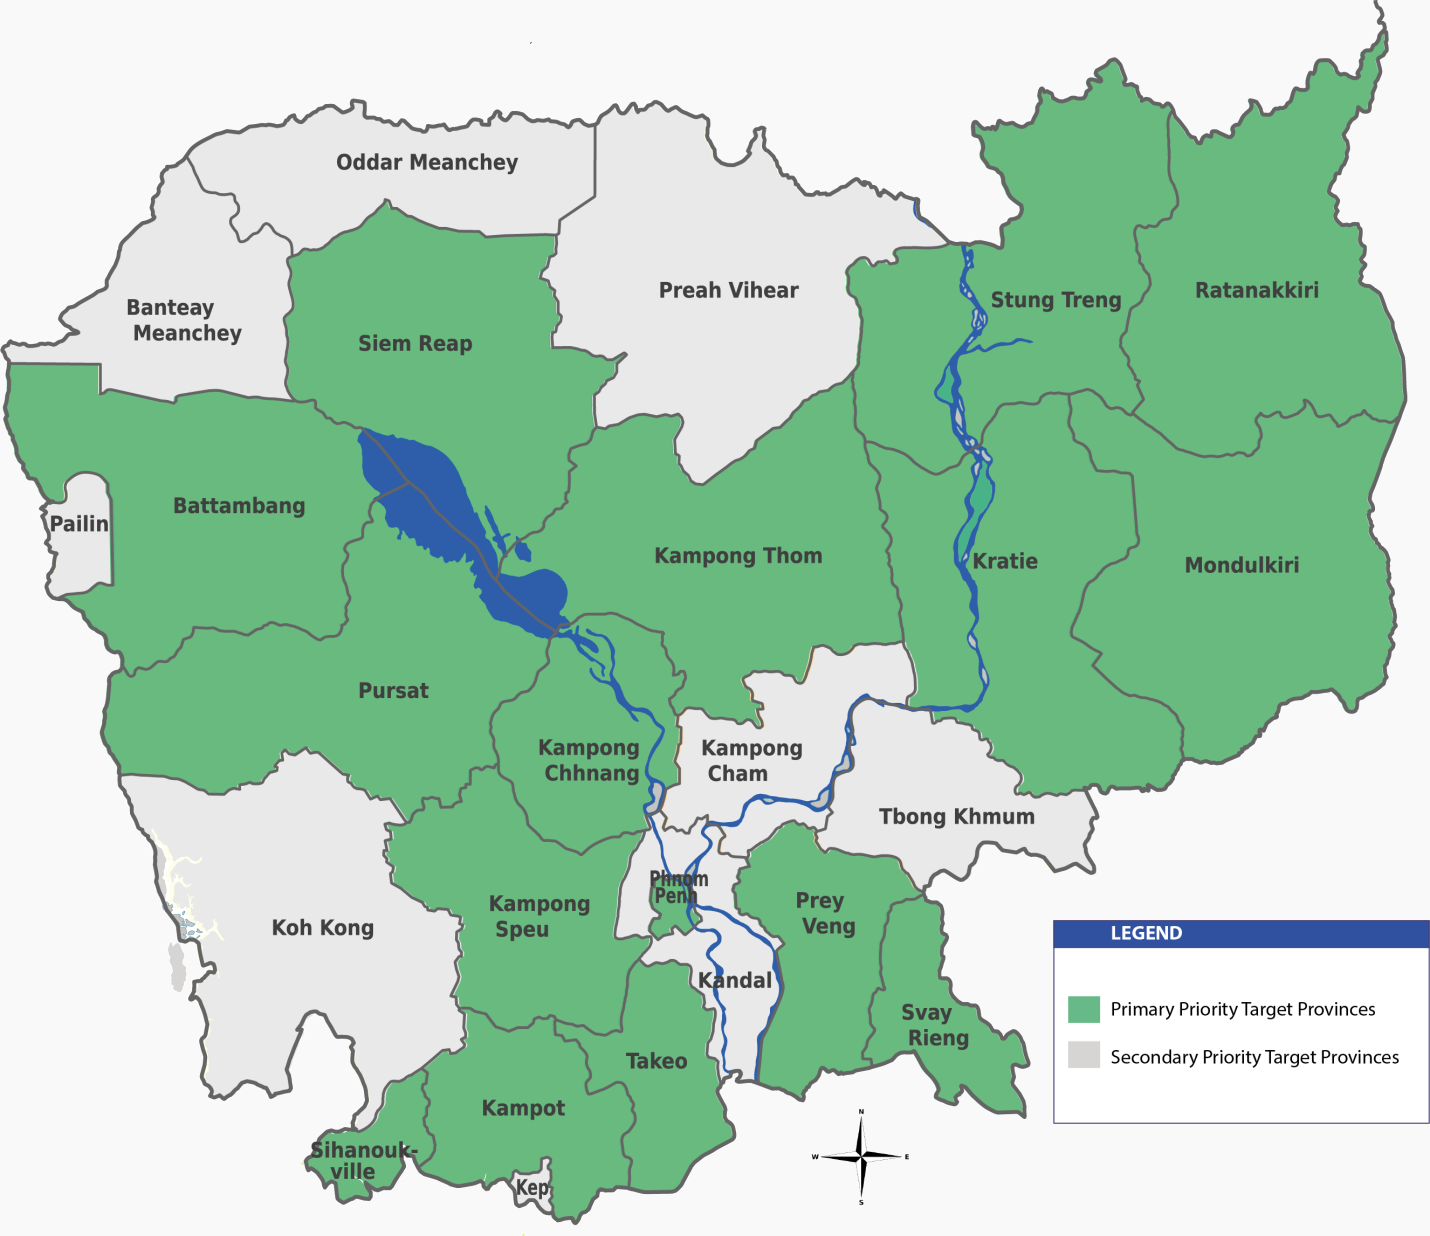 Oddar Meanchey
Preah Vihear
Stung Treng
Ratanakkiri
Banteay
Meanchey
Siem Reap
Battambang
Pailin
Kampong Thom
Kratie
Mondulkiri
Pursat
Kampong
Chhnang
Kampong
Cham
Tbong Khmum
Phnom
Penh
Kampong
Speu
Koh Kong
Prey
Veng
Kandal
Svay
Rieng
Takeo
Kampot
Sihanouk-
ville
Kep
LEGEND
Primary Priority Target Provinces
Secondary Priority Target Provinces
N
W
E
S